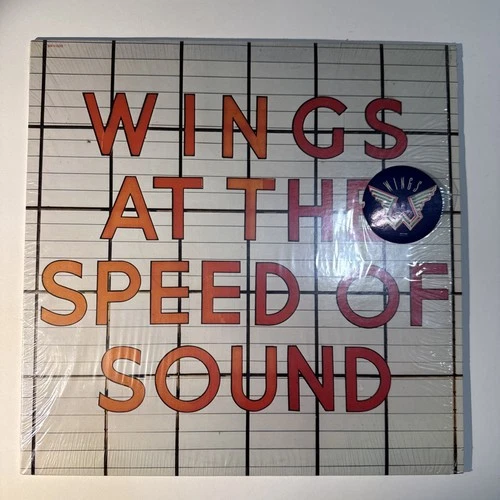 WINGS
AT THE
SPEED OF
SOUND
WINGS